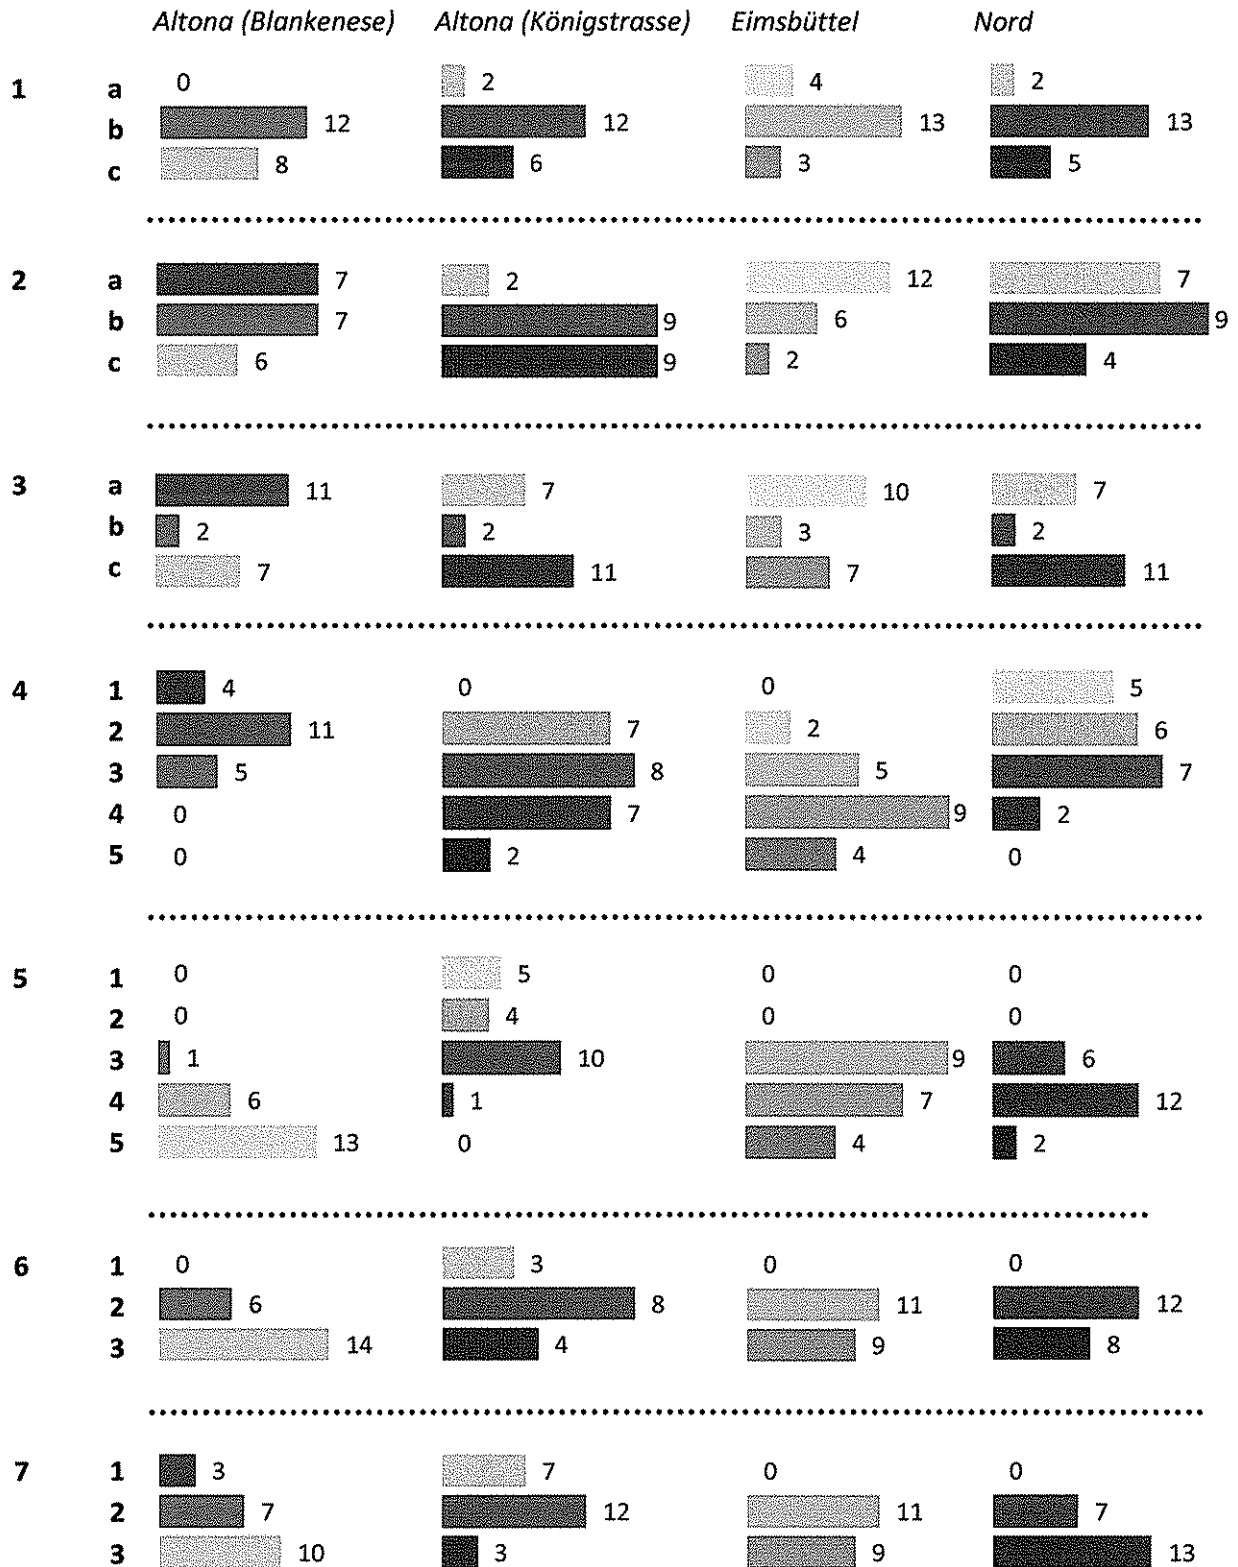 Altona (Blankenese) Altona (Königstrasse) Eimsbüttel Nord
1 a 0 2 4 2
b 12 12 13 13
c 8 6 3 5
2 a 7 2 12 7
b 7 9 6 9
c 6 9 2 4
3 a 11 7 10 7
b 2 2 3 2
c 7 11 7 11
4 1 4 0 0 5
2 11 7 2 6
3 5 8 5 7
4 0 7 9 2
5 0 2 4 0
5 1 0 5 0 0
2 0 4 0 0
3 1 10 9 6
4 6 1 7 12
5 13 0 4 2
6 1 0 3 0 0
2 6 8 11 12
3 14 4 9 8
7 1 3 7 0 0
2 7 12 11 7
3 10 3 9 13